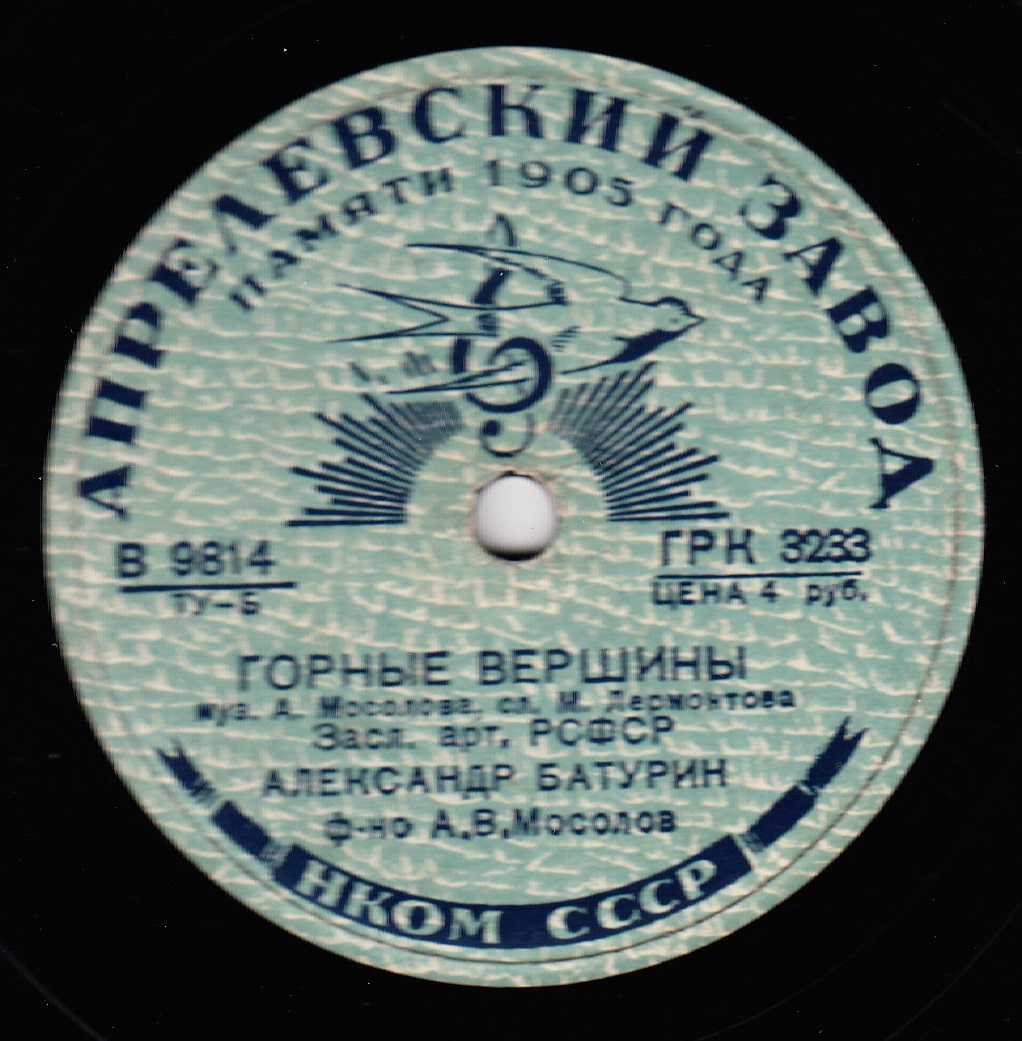 АПРЕЛЕВСКИЙ ЗАВОД
ПАМЯТИ 1905 ГОДА
В 9814
ТУ-Б
ГРК 3233
ЦЕНА 4 руб.
ГОРНЫЕ ВЕРШИНЫ
муз. А. Мосолова, сл. М. Лермонтова
Засл. арт. РСФСР
АЛЕКСАНДР БАТУРИН
ф-но А.В.Мосолов
НКОМ СССР